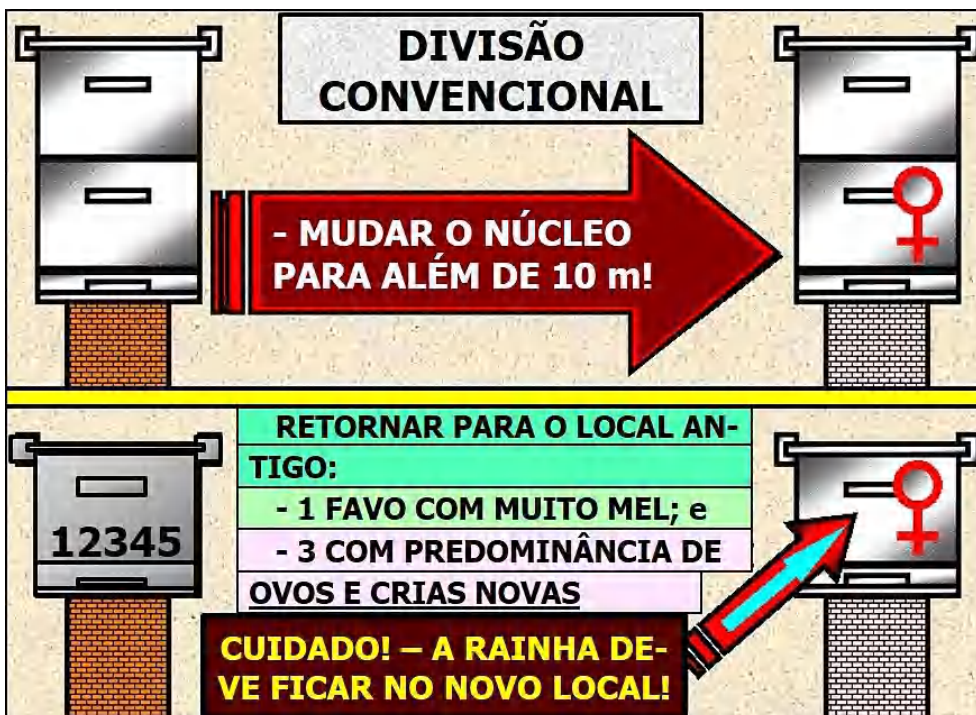 DIVISÃO
CONVENCIONAL
- MUDAR O NÚCLEO
PARA ALÉM DE 10 m!
RETORNAR PARA O LOCAL AN-
TIGO:
- 1 FAVO COM MUITO MEL; e
- 3 COM PREDOMINÂNCIA DE
OVOS E CRIAS NOVAS
12345
CUIDADO! – A RAINHA DE-
VE FICAR NO NOVO LOCAL!